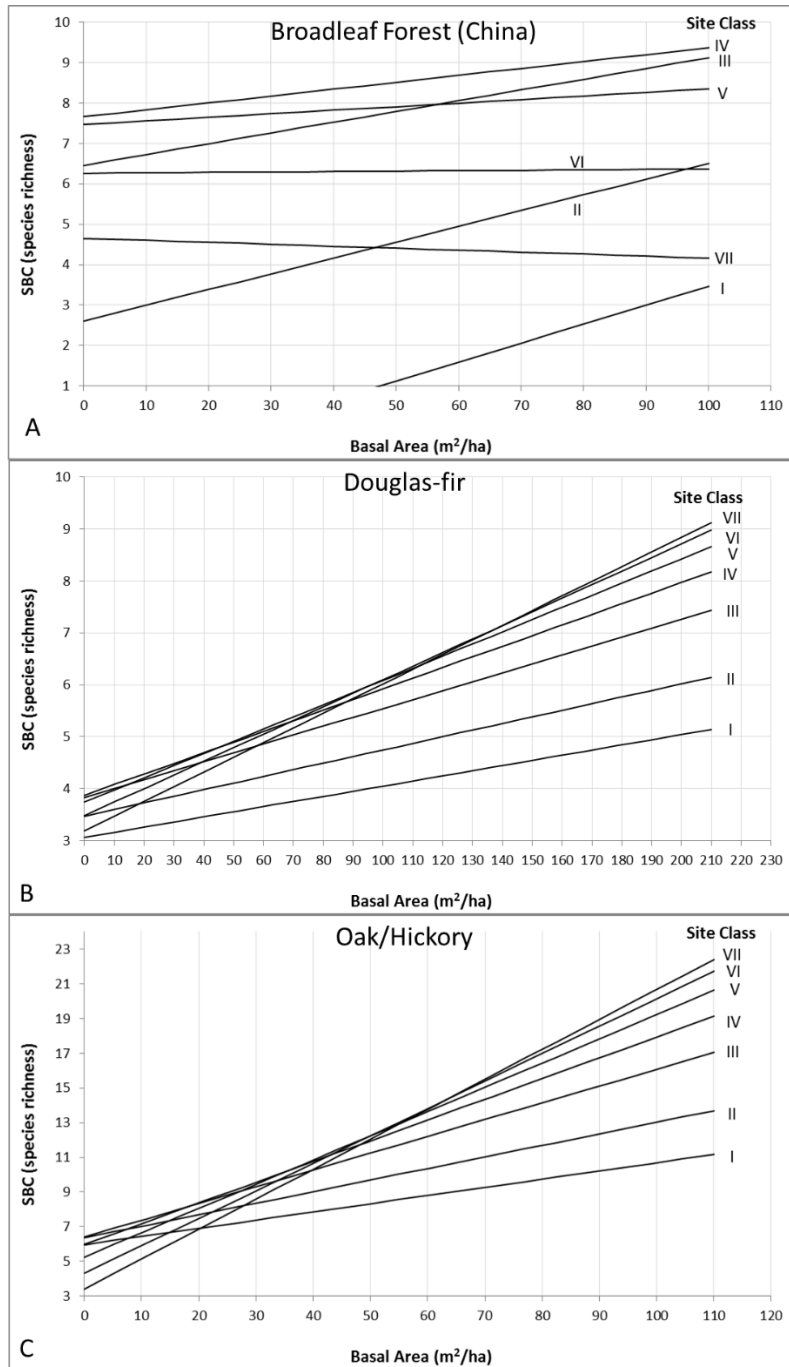 Broadleaf Forest (China)
Site Class
10
9
8
7
6
5
4
3
2
1
SBC (species richness)
IV
III
V
VI
II
VII
I
0 10 20 30 40 50 60 70 80 90 100 110
A
Basal Area (m²/ha)
Douglas-fir
Site Class
10
9
8
7
6
5
4
3
SBC (species richness)
VII
VI
V
IV
III
II
I
0 10 20 30 40 50 60 70 80 90 100 110 120 130 140 150 160 170 180 190 200 210 220 230
B
Basal Area (m²/ha)
Oak/Hickory
Site Class
23
21
19
17
15
13
11
9
7
5
3
SBC (species richness)
VII
VI
V
IV
III
II
I
0 10 20 30 40 50 60 70 80 90 100 110 120
C
Basal Area (m²/ha)